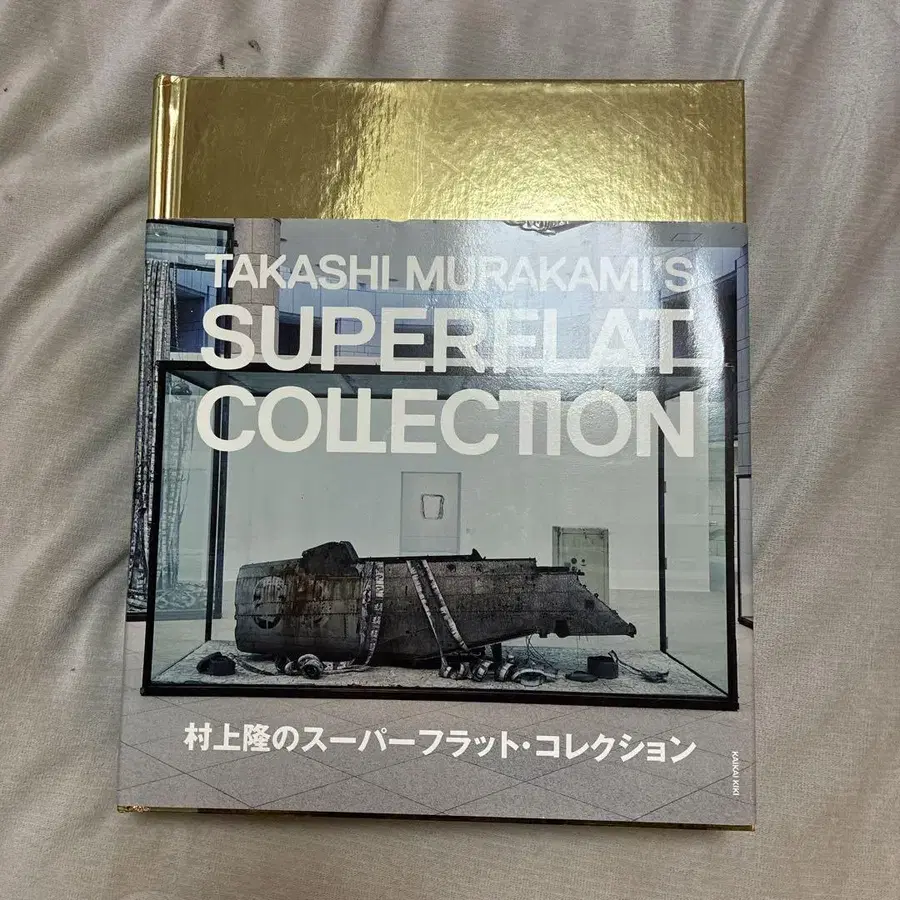 TAKASHI MURAKAMI'S
SUPERFLAT
COLLECTION
村上隆のスーパーフラット・コレクション
KAIKAI KIKI